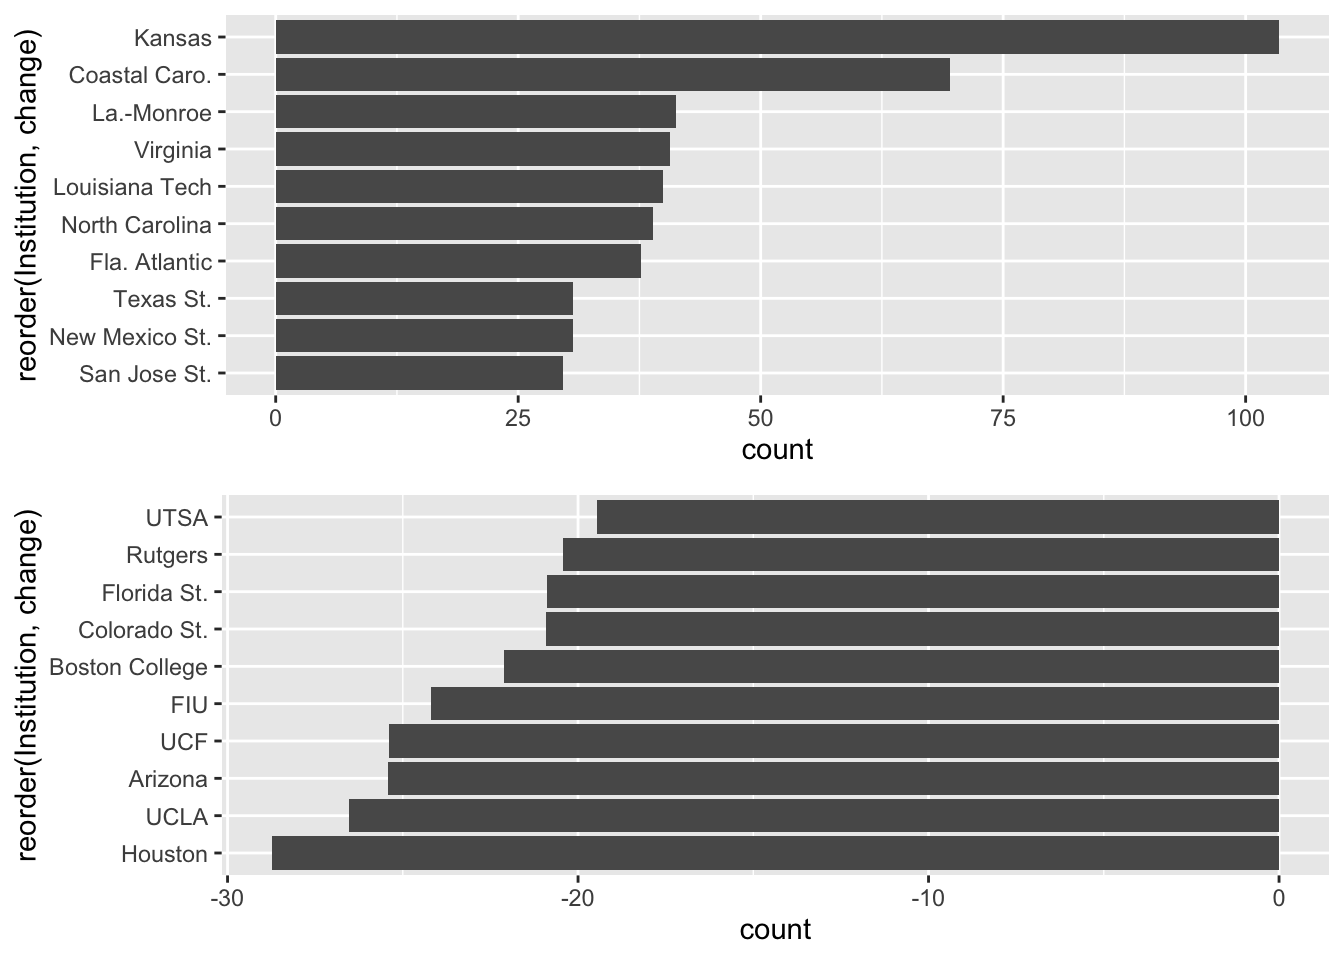 reorder(Institution, change)
Kansas
Coastal Caro.
La.-Monroe
Virginia
Louisiana Tech
North Carolina
Fla. Atlantic
Texas St.
New Mexico St.
San Jose St.
0 25 50 75 100
count
reorder(Institution, change)
UTSA
Rutgers
Florida St.
Colorado St.
Boston College
FIU
UCF
Arizona
UCLA
Houston
-30 -20 -10 0
count